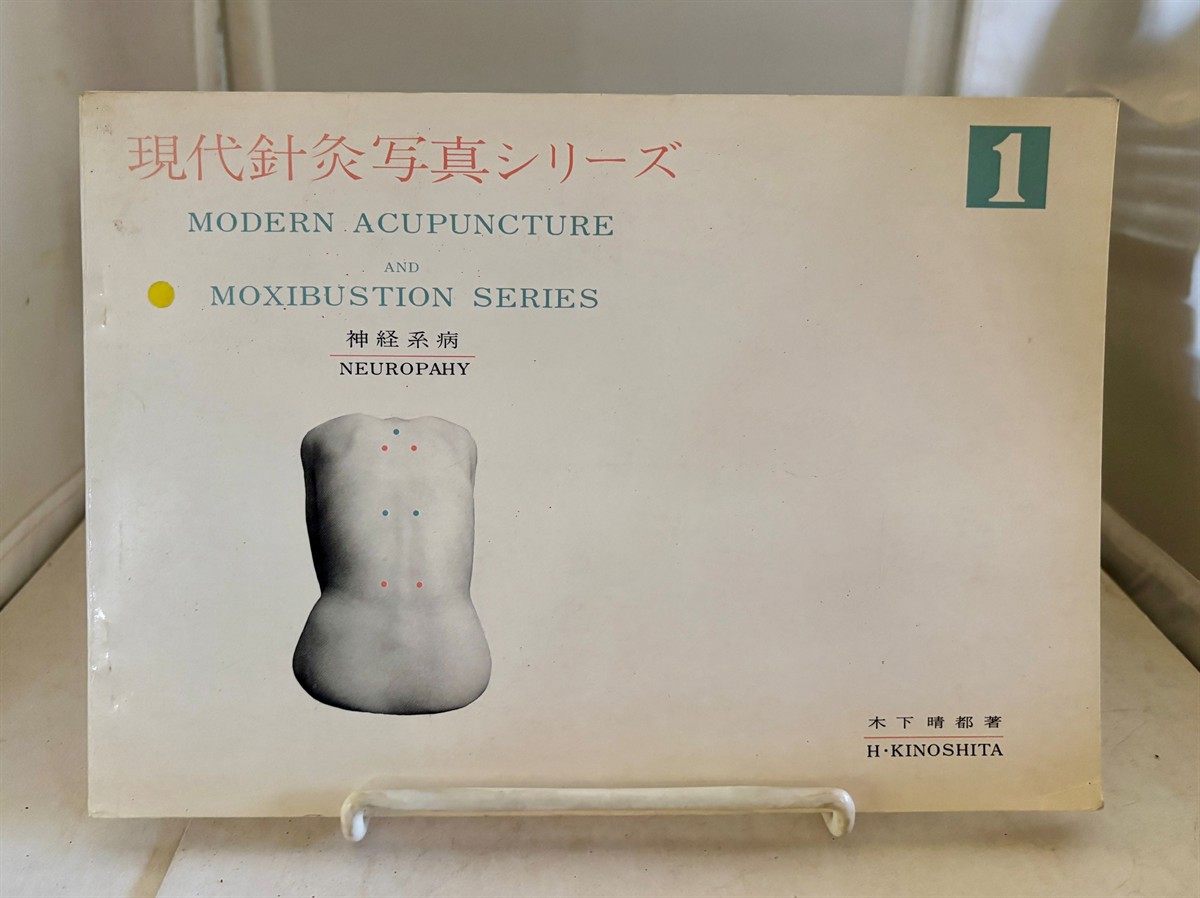 現代針灸写真シリーズ
1
MODERN ACUPUNCTURE
AND
MOXIBUSTION SERIES
神経系病
NEUROPAHY
木下晴都著
H・KINOSHITA